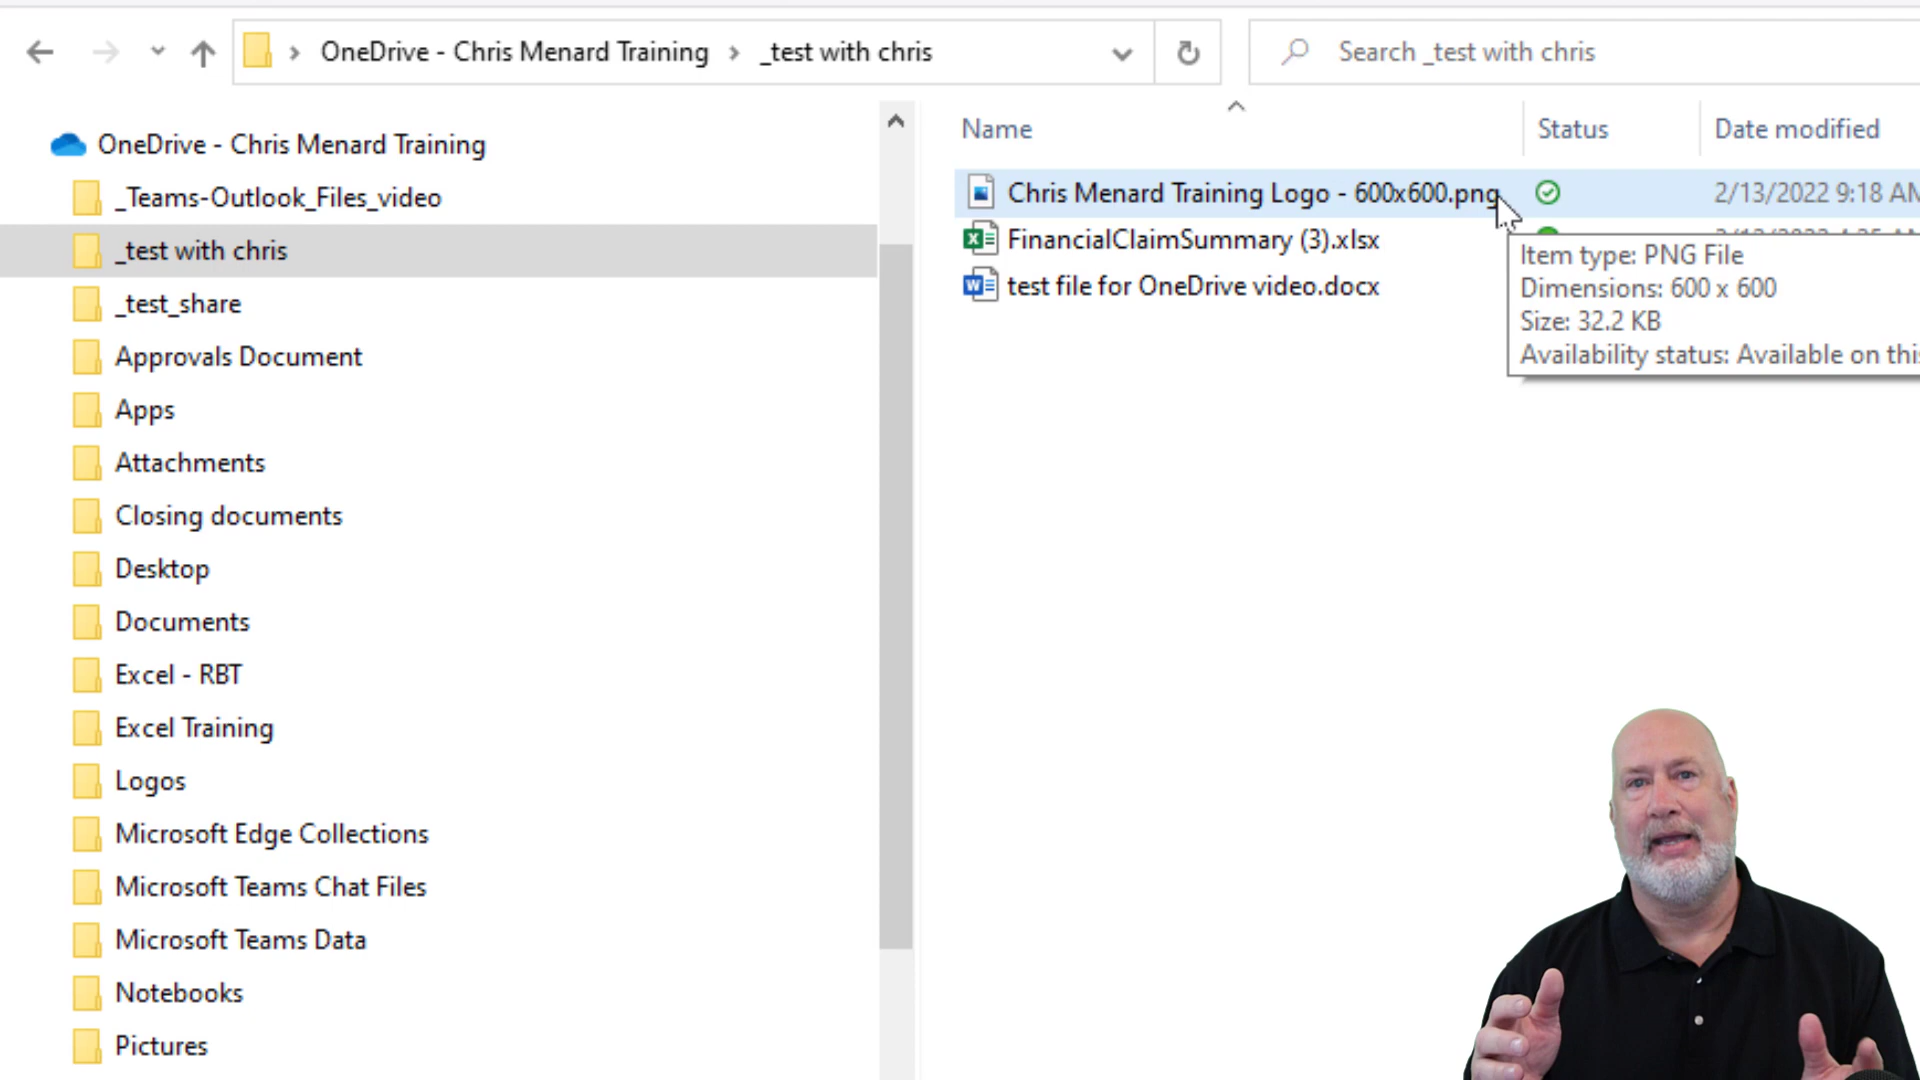 OneDrive - Chris Menard Training > _test with chris
Search _test with chris
OneDrive - Chris Menard Training
_Teams-Outlook_Files_video
_test with chris
_test_share
Approvals Document
Apps
Attachments
Closing documents
Desktop
Documents
Excel - RBT
Excel Training
Logos
Microsoft Edge Collections
Microsoft Teams Chat Files
Microsoft Teams Data
Notebooks
Pictures
Name Status Date modified
Chris Menard Training Logo - 600x600.png 2/13/2022 9:18 AM
FinancialClaimSummary (3).xlsx
test file for OneDrive video.docx
Item type: PNG File
Dimensions: 600 x 600
Size: 32.2 KB
Availability status: Available on this